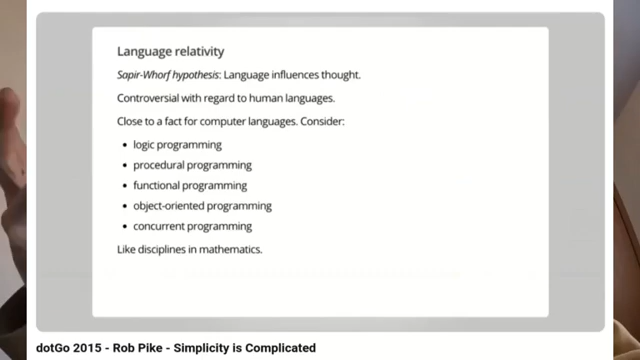 Language relativity
Sapir-Whorf hypothesis: Language influences thought.
Controversial with regard to human languages.
Close to a fact for computer languages. Consider:
• logic programming
• procedural programming
• functional programming
• object-oriented programming
• concurrent programming
Like disciplines in mathematics.
dotGo 2015 - Rob Pike - Simplicity is Complicated